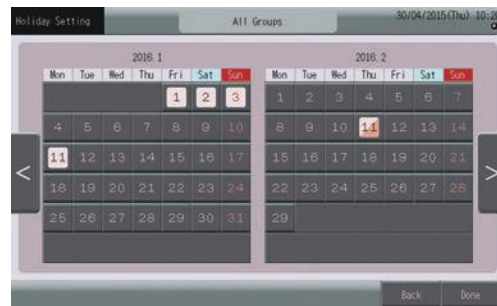 Holiday Setting
All Groups
30/04/2015(Thu) 10:2
2016. 1
Mon Tue Wed Thu Fri Sat Sun
1 2 3
4 5 6 7 8 9 10
11 12 13 14 15 16 17
18 19 20 21 22 23 24
25 26 27 28 29 30 31
2016. 2
Mon Tue Wed Thu Fri Sat Sun
1 2 3 4 5 6 7
8 9 10 11 12 13 14
15 16 17 18 19 20 21
22 23 24 25 26 27 28
29
< >
Back Done